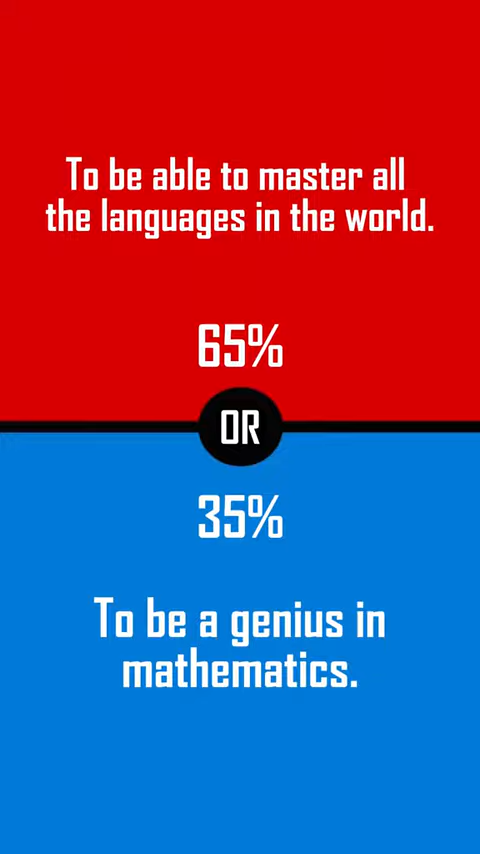 To be able to master all
the languages in the world.
65%
OR
35%
To be a genius in
mathematics.